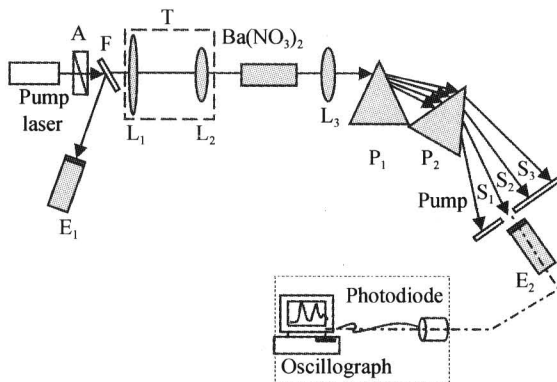 T
A
F
Ba(NO₃)₂
Pump
laser
L₁
L₂
L₃
P₁
P₂
E₁
Pump
S₁
S₂
S₃
E₂
Photodiode
Oscillograph